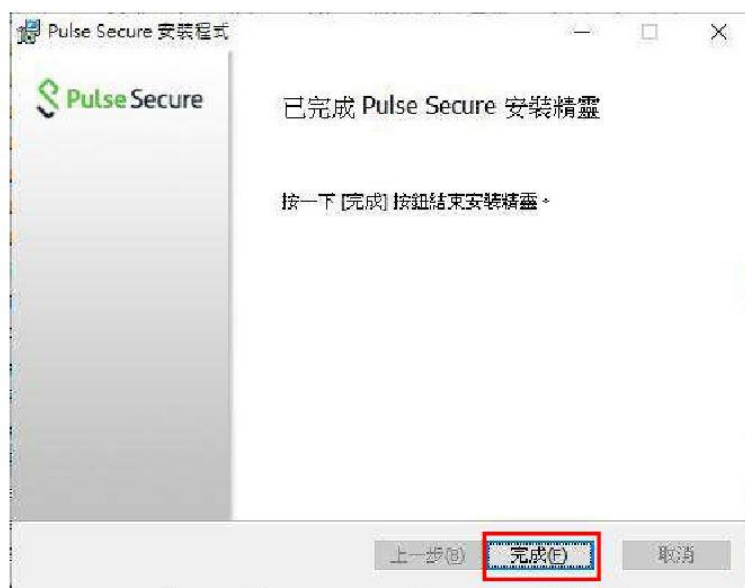 Pulse Secure 安裝程式
Pulse Secure
已完成 Pulse Secure 安裝精靈
按一下 [完成] 按鈕結束安裝精靈。
上一步(B) 完成(F) 取消